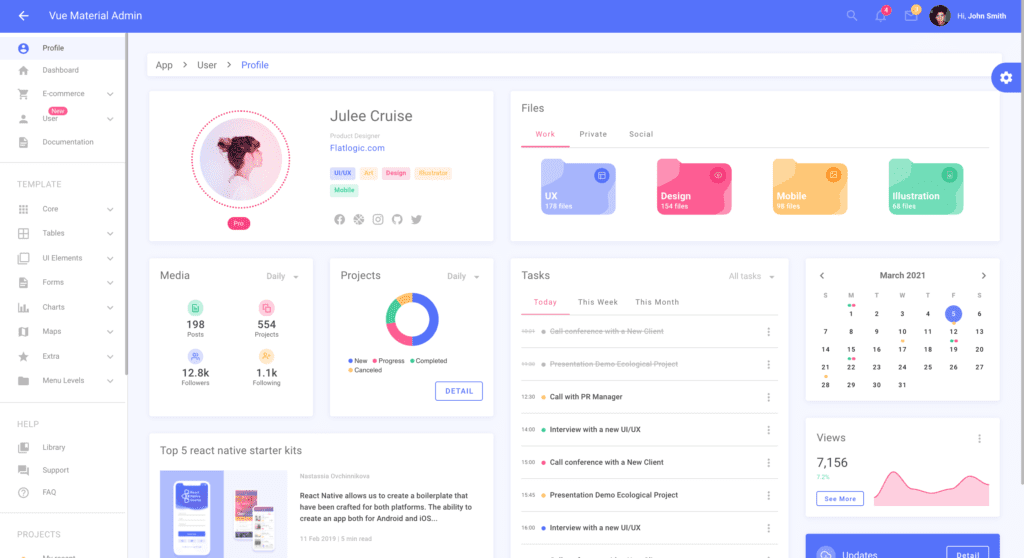 Vue Material Admin
4
3
Hi, John Smith
Profile
Dashboard
E-commerce
New
User
Documentation
TEMPLATE
Core
Tables
UI Elements
Forms
Charts
Maps
Extra
Menu Levels
HELP
Library
Support
FAQ
PROJECTS
App > User > Profile
Julee Cruise
Product Designer
Flatlogic.com
UI/UX Art Design Illustrator
Mobile
Pro
Files
Work Private Social
UX
178 files
Design
154 files
Mobile
98 files
Illustration
68 files
Media Daily
198
Posts
554
Projects
12.8k
Followers
1.1k
Following
Projects Daily
New Progress Completed
Canceled
DETAIL
Tasks All tasks
Today This Week This Month
Call conference with a New Client
Presentation Demo Ecological Project
12:30 Call with PR Manager
14:00 Interview with a new UI/UX
15:00 Call conference with a New Client
15:45 Presentation Demo Ecological Project
16:00 Interview with a new UI/UX
March 2021
S M T W T F S
1 2 3 4 5 6
7 8 9 10 11 12 13
14 15 16 17 18 19 20
21 22 23 24 25 26 27
28 29 30 31
Views
7,156
7.2%
See More
Updates Detail
Top 5 react native starter kits
Nastassia Ovchinnikova
React Native allows us to create a boilerplate that
have been crafted for both platforms. The ability to
create an app both for Android and iOS...
11 Feb 2019 | 5 min read
React
Native
Starter